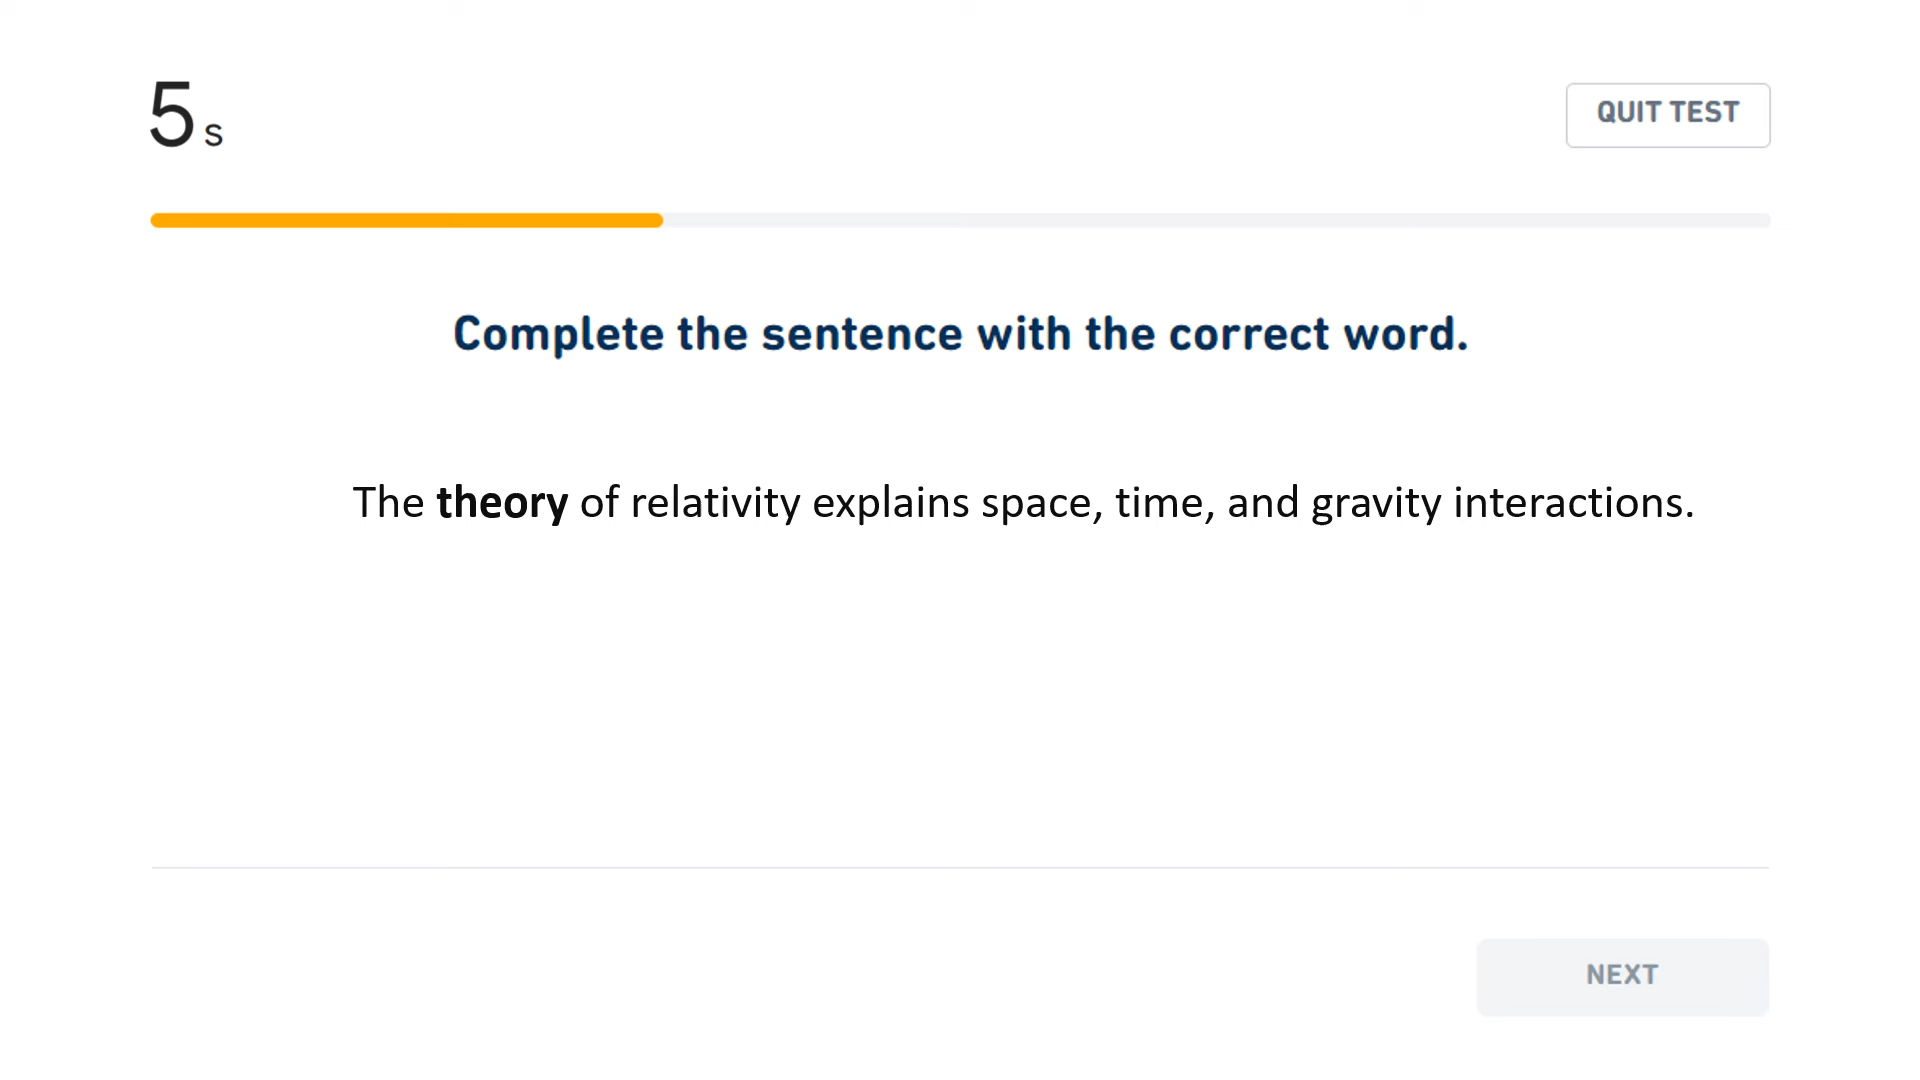 5 s
QUIT TEST
Complete the sentence with the correct word.
The theory of relativity explains space, time, and gravity interactions.
NEXT